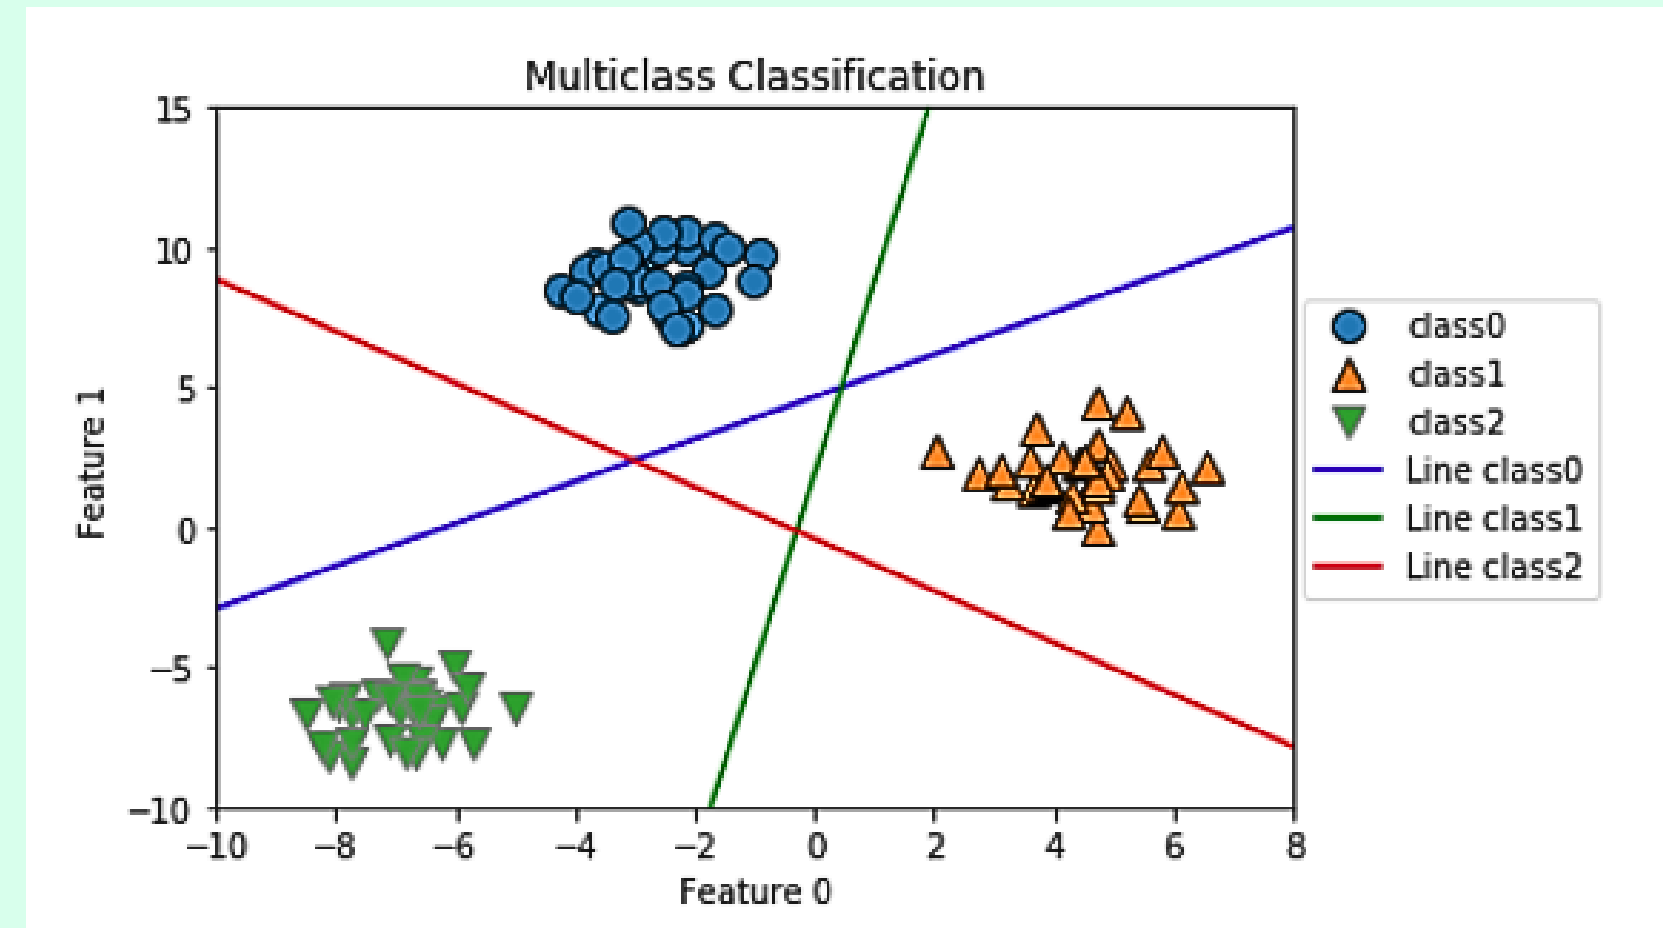 Multiclass Classification
15
10
5
0
−5
−10
Feature 1
−10 −8 −6 −4 −2 0 2 4 6 8
Feature 0
class0
class1
class2
Line class0
Line class1
Line class2